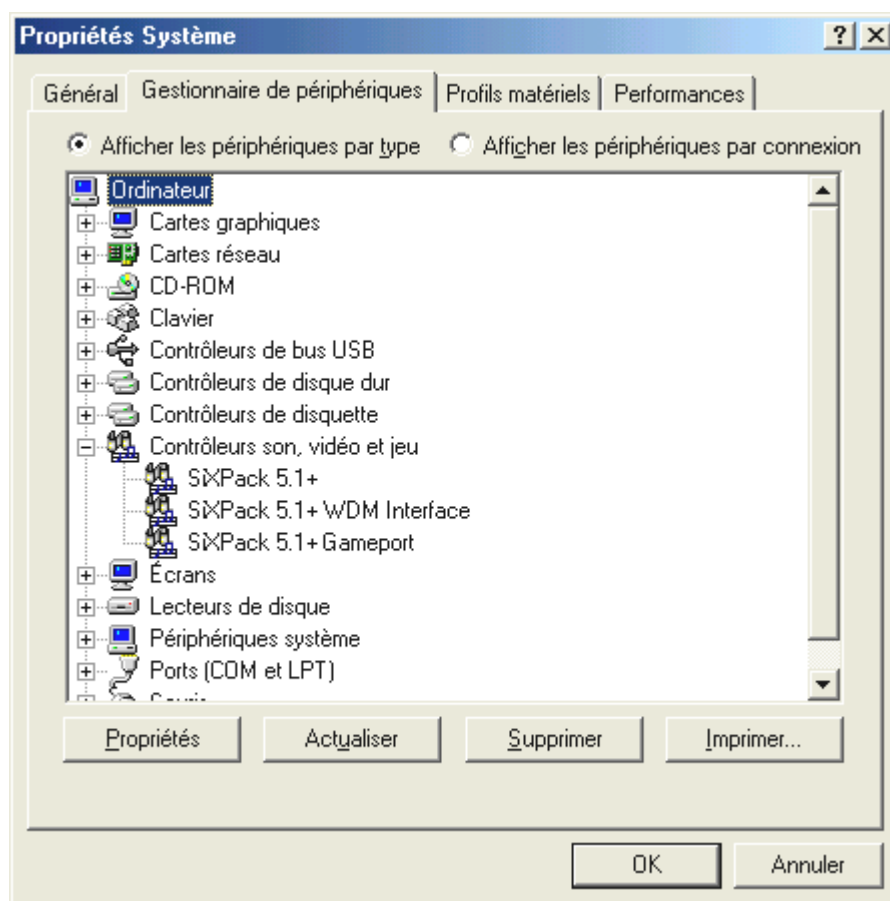 Propriétés Système
Général Gestionnaire de périphériques Profils matériels Performances
Afficher les périphériques par type Afficher les périphériques par connexion
Ordinateur
Cartes graphiques
Cartes réseau
CD-ROM
Clavier
Contrôleurs de bus USB
Contrôleurs de disque dur
Contrôleurs de disquette
Contrôleurs son, vidéo et jeu
SiXPack 5.1+
SiXPack 5.1+ WDM Interface
SiXPack 5.1+ Gameport
Écrans
Lecteurs de disque
Périphériques système
Ports (COM et LPT)
Propriétés Actualiser Supprimer Imprimer...
OK Annuler